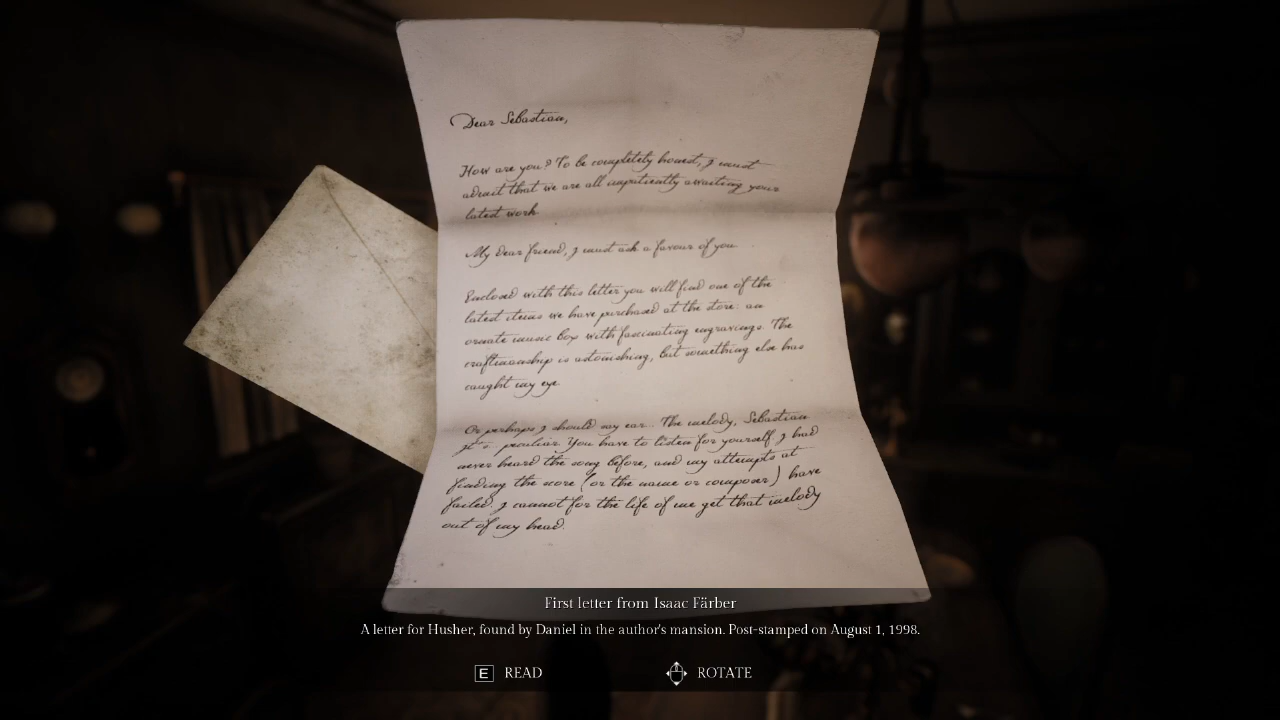 Dear Sebastian,
How are you? To be completely honest, I must
admit that we are all impatiently awaiting your
latest work.
My dear friend, I must ask a favour of you.
Enclosed with this letter you will find one of the
latest items we have purchased at the store: an
ornate music box with fascinating engravings. The
craftmanship is astonishing, but something else has
caught my eye.
Or perhaps I should say ear... The melody, Sebastian.
It's... peculiar. You have to listen for yourself. I had
never heard the song before, and my attempts at
finding the score (or the name or composer) have
failed. I cannot for the life of me get that melody
out of my head.
First letter from Isaac Färber
A letter for Husher, found by Daniel in the author's mansion. Post-stamped on August 1, 1998.
E READ ROTATE